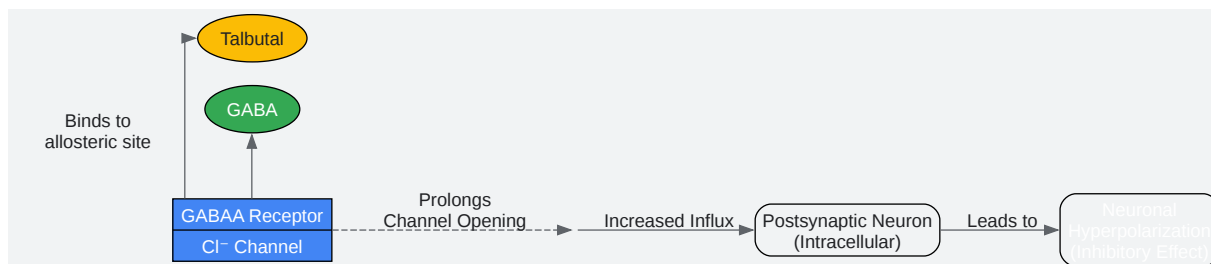 Talbutal
GABA
Binds to
allosteric site
GABAA Receptor
Cl⁻ Channel
Prolongs
Channel Opening
Increased Influx
Postsynaptic Neuron
(Intracellular)
Leads to
Neuronal
Hyperpolarization
(Inhibitory Effect)